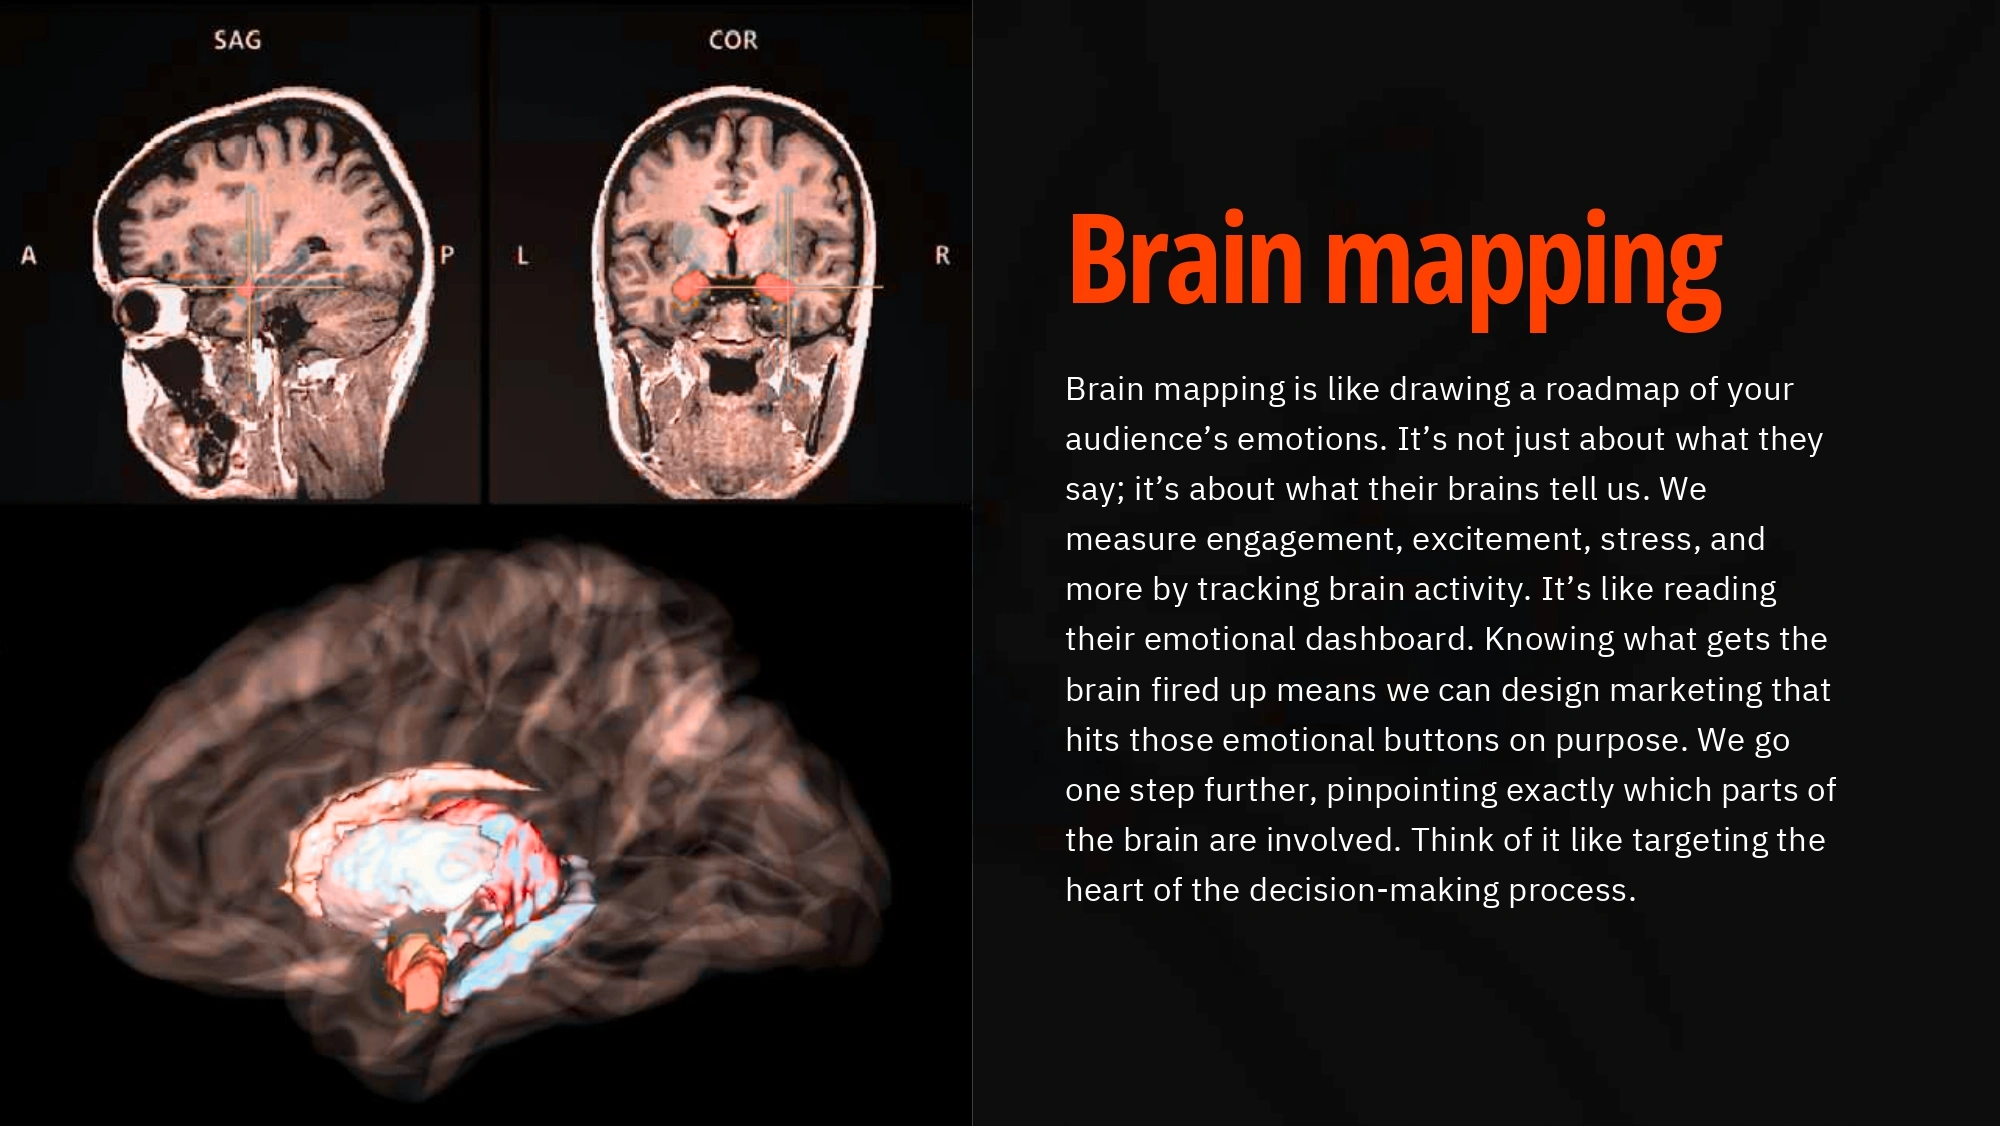 SAG
COR
A
P
L
R
Brain mapping
Brain mapping is like drawing a roadmap of your
audience’s emotions. It’s not just about what they
say; it’s about what their brains tell us. We
measure engagement, excitement, stress, and
more by tracking brain activity. It’s like reading
their emotional dashboard. Knowing what gets the
brain fired up means we can design marketing that
hits those emotional buttons on purpose. We go
one step further, pinpointing exactly which parts of
the brain are involved. Think of it like targeting the
heart of the decision-making process.